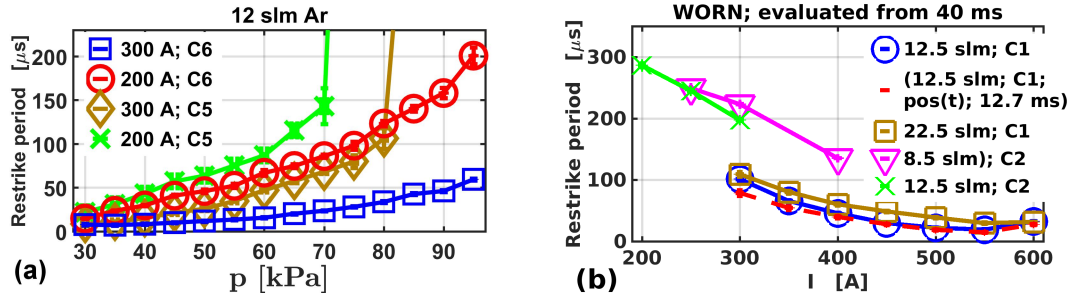 12 slm Ar
Restrike period [μs]
200
150
100
50
0
300 A; C6
200 A; C6
300 A; C5
200 A; C5
30 40 50 60 70 80 90
p [kPa]
(a)
WORN; evaluated from 40 ms
Restrike period [μs]
300
200
100
0
12.5 slm; C1
(12.5 slm; C1;
pos(t); 12.7 ms)
22.5 slm; C1
8.5 slm); C2
12.5 slm; C2
200 300 400 500 600
I [A]
(b)